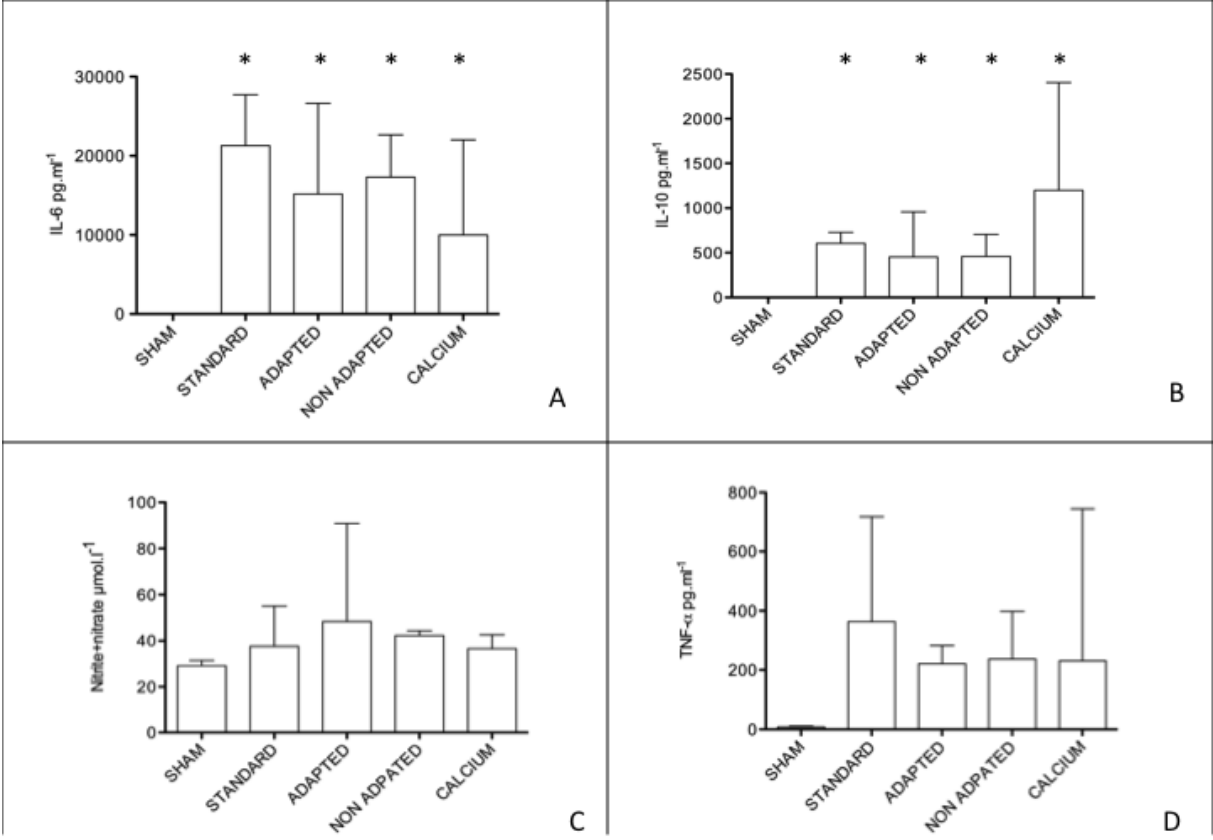 * * * *
30000
20000
10000
0
IL-6 pg.ml⁻¹
SHAM
STANDARD
ADAPTED
NON ADAPTED
CALCIUM
A
* * * *
2500
2000
1500
1000
500
0
IL-10 pg.ml⁻¹
SHAM
STANDARD
ADAPTED
NON ADAPTED
CALCIUM
B
100
80
60
40
20
0
Nitrite+nitrate µmol.l⁻¹
SHAM
STANDARD
ADAPTED
NON ADPATED
CALCIUM
C
800
600
400
200
0
TNF-α pg.ml⁻¹
SHAM
STANDARD
ADAPTED
NON ADPATED
CALCIUM
D